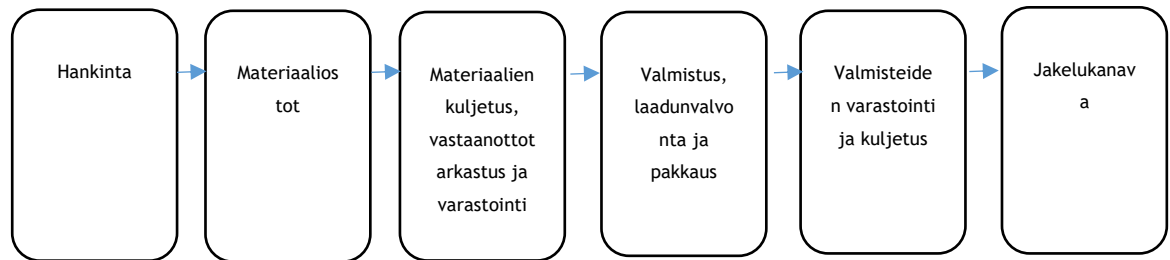 Hankinta
Materiaalios
tot
Materiaalien
kuljetus,
vastaanottot
arkastus ja
varastointi
Valmistus,
laadunvalvo
nta ja
pakkaus
Valmisteide
n varastointi
ja kuljetus
Jakelukanav
a